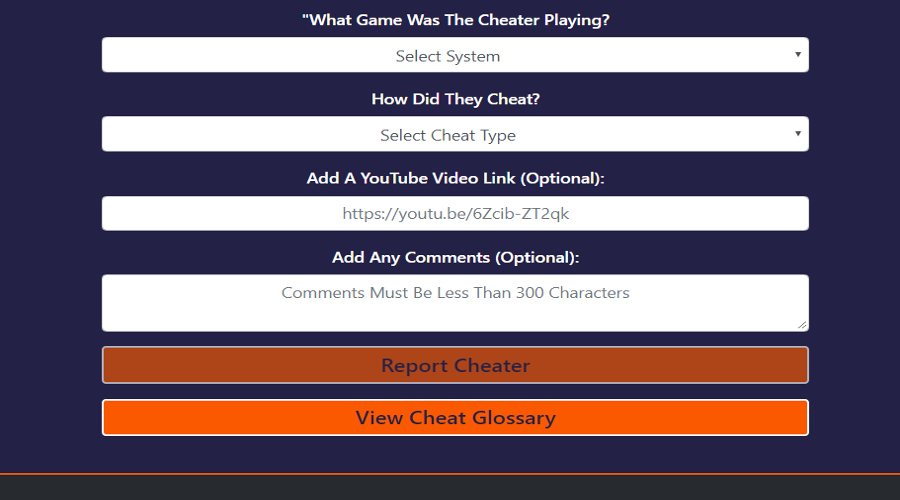 "What Game Was The Cheater Playing?
Select System
How Did They Cheat?
Select Cheat Type
Add A YouTube Video Link (Optional):
https://youtu.be/6Zcib-ZT2qk
Add Any Comments (Optional):
Comments Must Be Less Than 300 Characters
Report Cheater
View Cheat Glossary